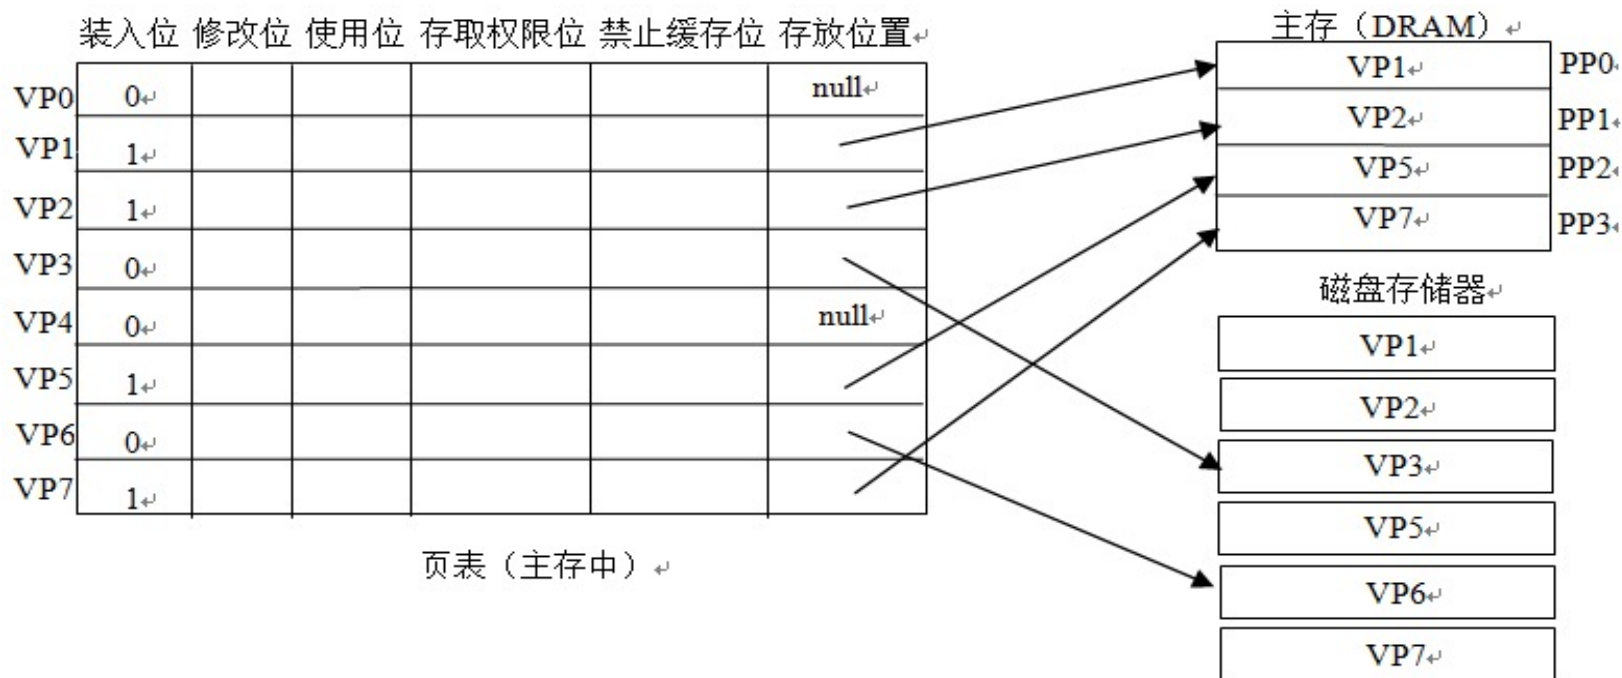 装入位 修改位 使用位 存取权限位 禁止缓存位 存放位置↵
VP0 0↵ null↵
VP1 1↵
VP2 1↵
VP3 0↵
VP4 0↵ null↵
VP5 1↵
VP6 0↵
VP7 1↵
页表（主存中）↵
主存（DRAM）↵
VP1↵ PP0↵
VP2↵ PP1↵
VP5↵ PP2↵
VP7↵ PP3↵
磁盘存储器↵
VP1↵
VP2↵
VP3↵
VP5↵
VP6↵
VP7↵